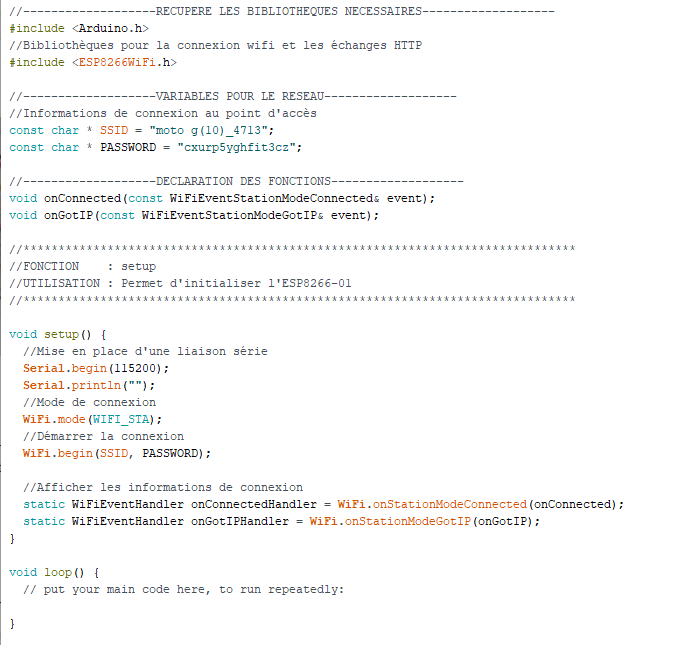 //-------------------RECUPERE LES BIBLIOTHEQUES NECESSAIRES-------------------
#include <Arduino.h>
//Bibliothèques pour la connexion wifi et les échanges HTTP
#include <ESP8266WiFi.h>
//-------------------VARIABLES POUR LE RESEAU-------------------
//Informations de connexion au point d'accès
const char * SSID = "moto g(10)_4713";
const char * PASSWORD = "cxurp5yghfit3cz";
//-------------------DECLARATION DES FONCTIONS-------------------
void onConnected(const WiFiEventStationModeConnected& event);
void onGotIP(const WiFiEventStationModeGotIP& event);
//*******************************************************************************
//FONCTION    : setup
//UTILISATION : Permet d'initialiser l'ESP8266-01
//*******************************************************************************
void setup() {
  //Mise en place d'une liaison série
  Serial.begin(115200);
  Serial.println("");
  //Mode de connexion
  WiFi.mode(WIFI_STA);
  //Démarrer la connexion
  WiFi.begin(SSID, PASSWORD);
  //Afficher les informations de connexion
  static WiFiEventHandler onConnectedHandler = WiFi.onStationModeConnected(onConnected);
  static WiFiEventHandler onGotIPHandler = WiFi.onStationModeGotIP(onGotIP);
}
void loop() {
  // put your main code here, to run repeatedly:
}